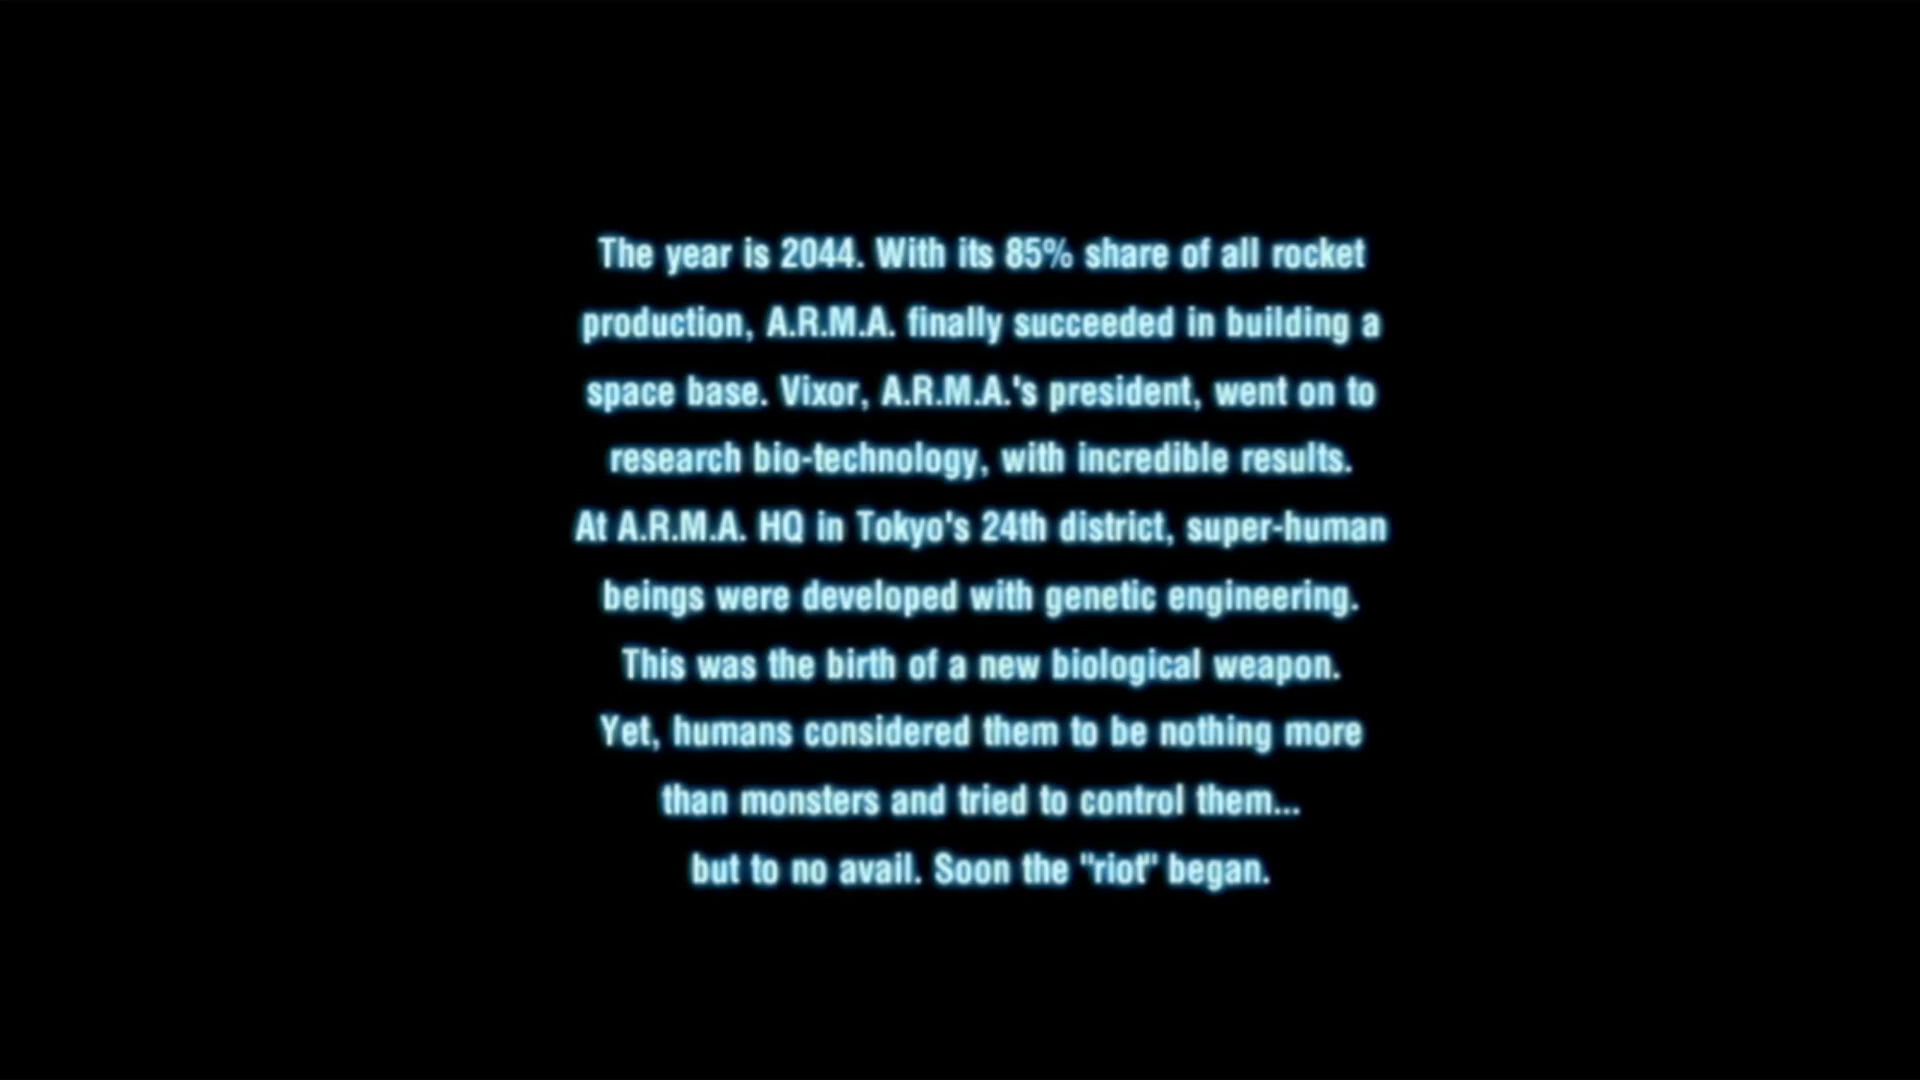 The year is 2044. With its 85% share of all rocket
production, A.R.M.A. finally succeeded in building a
space base. Vixor, A.R.M.A.'s president, went on to
research bio-technology, with incredible results.
At A.R.M.A. HQ in Tokyo's 24th district, super-human
beings were developed with genetic engineering.
This was the birth of a new biological weapon.
Yet, humans considered them to be nothing more
than monsters and tried to control them...
but to no avail. Soon the "riot" began.